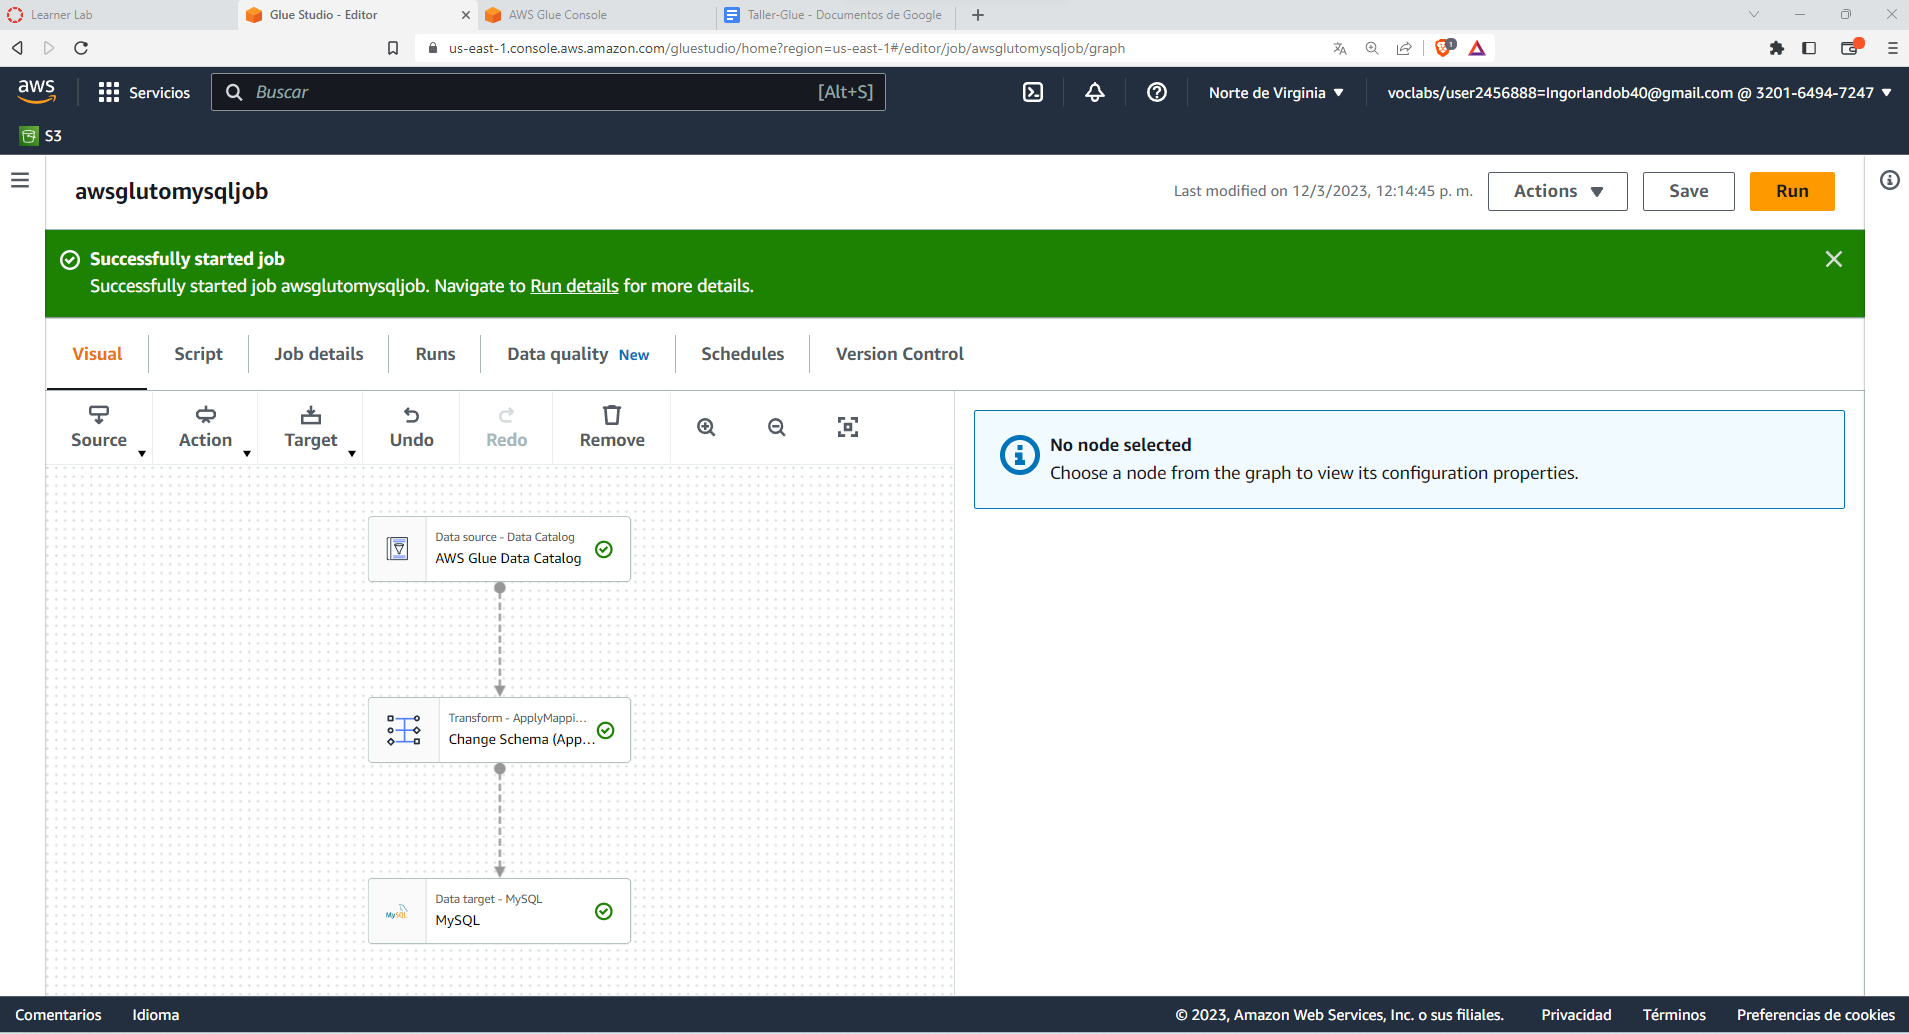 Learner Lab
Glue Studio - Editor
AWS Glue Console
Taller-Glue - Documentos de Google
us-east-1.console.aws.amazon.com/gluestudio/home?region=us-east-1#/editor/job/awsglutomysqljob/graph
1
aws
Servicios
Buscar
[Alt+S]
Norte de Virginia
voclabs/user2456888=Ingorlandob40@gmail.com @ 3201-6494-7247
S3
awsglutomysqljob
Last modified on 12/3/2023, 12:14:45 p. m.
Actions
Save
Run
Successfully started job
Successfully started job awsglutomysqljob. Navigate to Run details for more details.
Visual
Script
Job details
Runs
Data quality New
Schedules
Version Control
Source
Action
Target
Undo
Redo
Remove
No node selected
Choose a node from the graph to view its configuration properties.
Data source - Data Catalog
AWS Glue Data Catalog
Transform - ApplyMappi...
Change Schema (App...
MySQL
Data target - MySQL
MySQL
Comentarios
Idioma
© 2023, Amazon Web Services, Inc. o sus filiales.
Privacidad
Términos
Preferencias de cookies